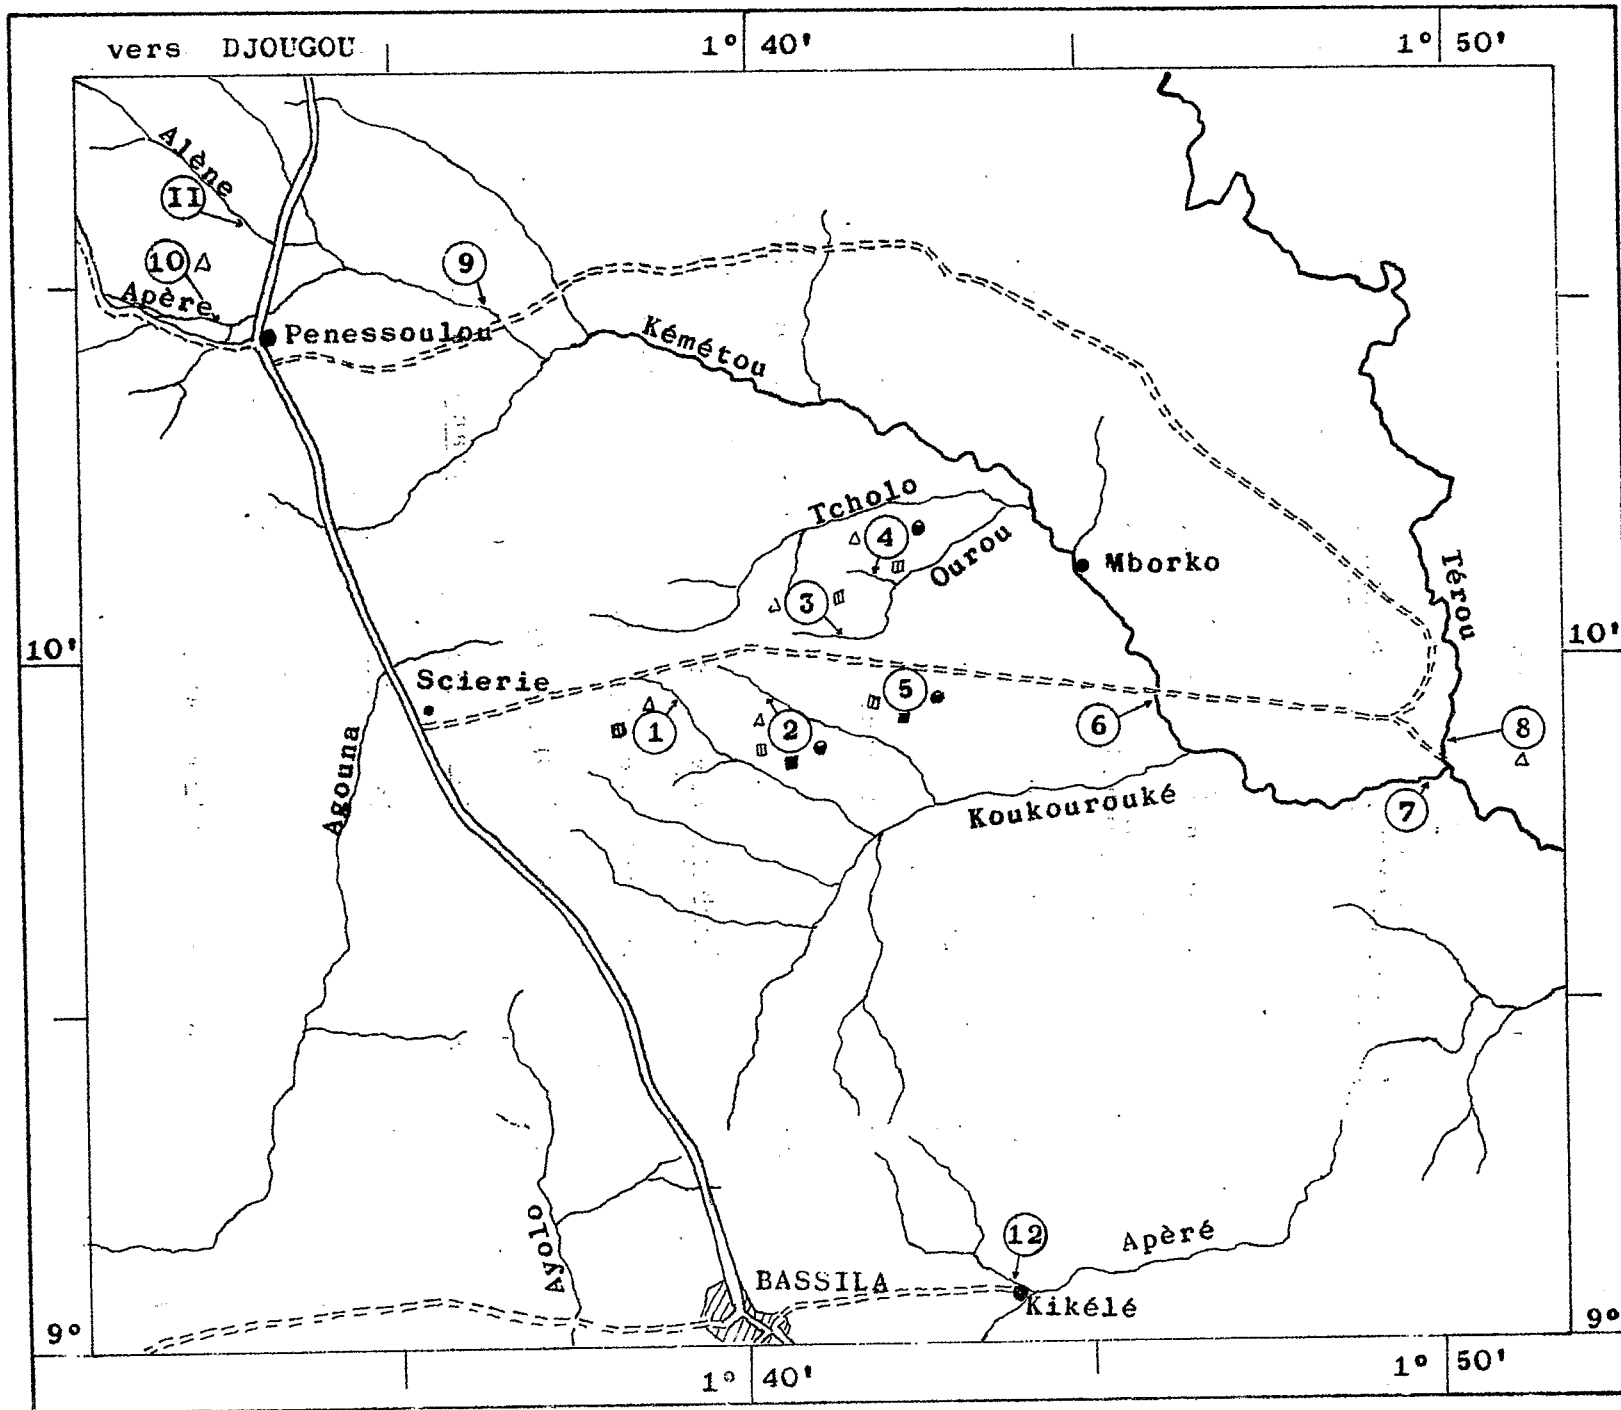 vers DJOUGOU
1° 40'
1° 50'
Alène
II
10
Apère
9
Penessoulou
Kémétou
Tcholo
4
Ourou
Mborko
3
Térou
10'
10'
Scierie
5
1
2
6
8
Agouna
Koukourouké
7
12
Ayolo
Apèré
BASSILA
Kikélé
9°
9°
1° 40'
1° 50'